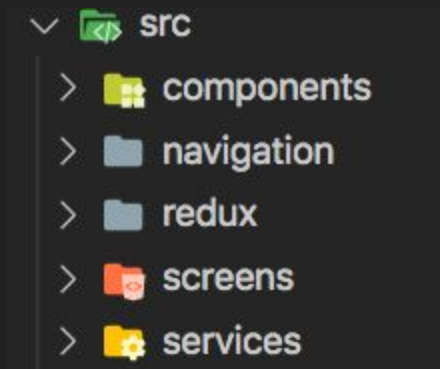 src
components
navigation
redux
screens
services